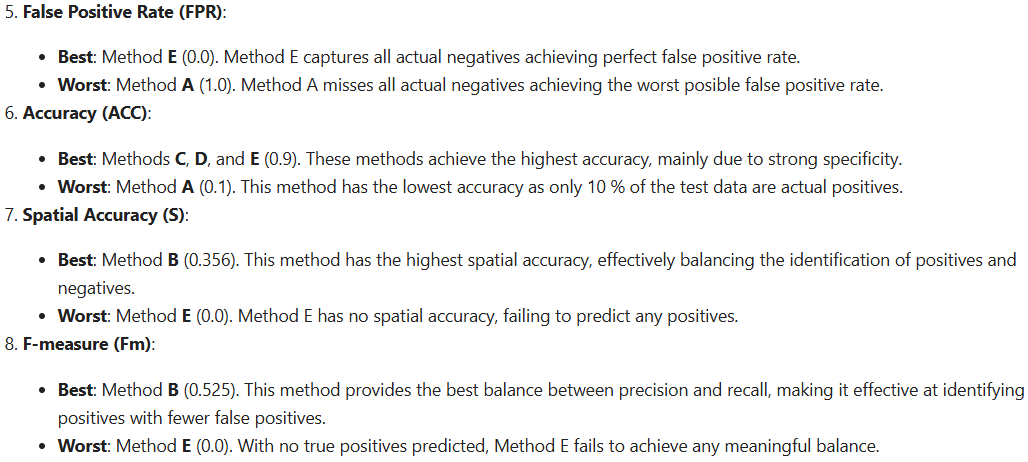 5. False Positive Rate (FPR):
• Best: Method E (0.0). Method E captures all actual negatives achieving perfect false positive rate.
• Worst: Method A (1.0). Method A misses all actual negatives achieving the worst posible false positive rate.
6. Accuracy (ACC):
• Best: Methods C, D, and E (0.9). These methods achieve the highest accuracy, mainly due to strong specificity.
• Worst: Method A (0.1). This method has the lowest accuracy as only 10 % of the test data are actual positives.
7. Spatial Accuracy (S):
• Best: Method B (0.356). This method has the highest spatial accuracy, effectively balancing the identification of positives and
negatives.
• Worst: Method E (0.0). Method E has no spatial accuracy, failing to predict any positives.
8. F-measure (Fm):
• Best: Method B (0.525). This method provides the best balance between precision and recall, making it effective at identifying
positives with fewer false positives.
• Worst: Method E (0.0). With no true positives predicted, Method E fails to achieve any meaningful balance.